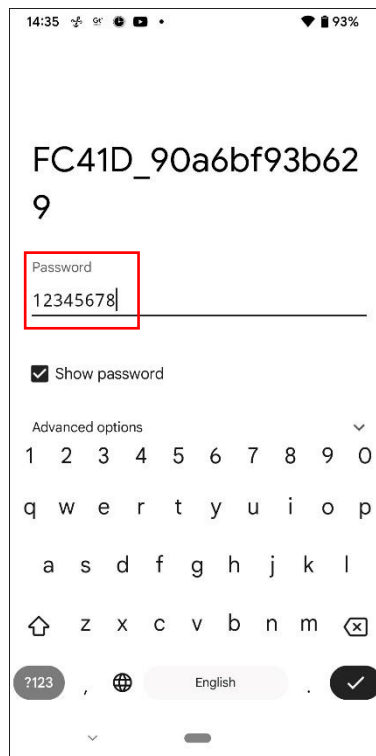 14:35 93%
FC41D_90a6bf93b62
9
Password
12345678
Show password
Advanced options
1 2 3 4 5 6 7 8 9 0
q w e r t y u i o p
a s d f g h j k l
z x c v b n m
?123 , English .